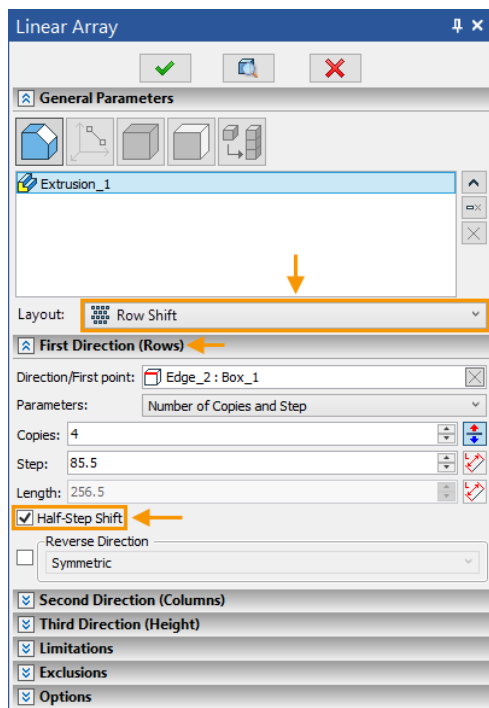 Linear Array
General Parameters
Extrusion_1
Layout: Row Shift
First Direction (Rows)
Direction/First point: Edge_2 : Box_1
Parameters: Number of Copies and Step
Copies: 4
Step: 85.5
Length: 256.5
Half-Step Shift
Reverse Direction
Symmetric
Second Direction (Columns)
Third Direction (Height)
Limitations
Exclusions
Options